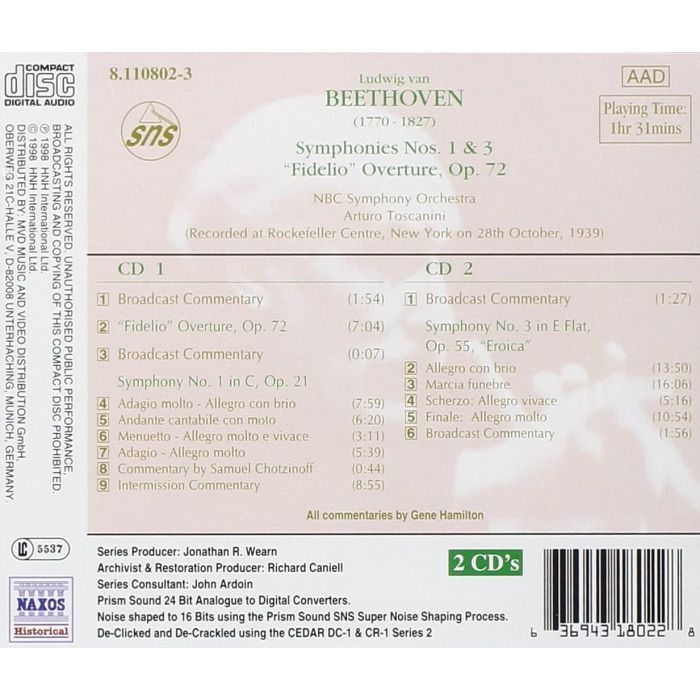 COMPACT
disc
DIGITAL AUDIO
8.110802-3
sns
Ludwig van
BEETHOVEN
(1770 - 1827)
Symphonies Nos. 1 & 3
“Fidelio” Overture, Op. 72
NBC Symphony Orchestra
Arturo Toscanini
(Recorded at Rockefeller Centre, New York on 28th October, 1939)
AAD
Playing Time:
1hr 31mins
CD 1
1 Broadcast Commentary (1:54)
2 “Fidelio” Overture, Op. 72 (7:04)
3 Broadcast Commentary (0:07)
Symphony No. 1 in C, Op. 21
4 Adagio molto - Allegro con brio (7:59)
5 Andante cantabile con moto (6:20)
6 Menuetto - Allegro molto e vivace (3:11)
7 Adagio - Allegro molto (5:39)
8 Commentary by Samuel Chotzinoff (0:44)
9 Intermission Commentary (8:55)
CD 2
1 Broadcast Commentary (1:27)
Symphony No. 3 in E Flat,
Op. 55, “Eroica”
2 Allegro con brio (13:50)
3 Marcia funebre (16:06)
4 Scherzo: Allegro vivace (5:16)
5 Finale: Allegro molto (10:54)
6 Broadcast Commentary (1:56)
All commentaries by Gene Hamilton
ALL RIGHTS RESERVED. UNAUTHORISED PUBLIC PERFORMANCE,
BROADCASTING AND COPYING OF THIS COMPACT DISC PROHIBITED.
℗ 1998 HNH International Ltd.
© 1998 HNH International Ltd.
DISTRIBUTED BY: MVD MUSIC AND VIDEO DISTRIBUTION GmbH,
OBERWEG 21C-HALLE V, D-82008 UNTERHACHING, MUNICH, GERMANY.
LC 5537
NAXOS
Historical
Series Producer: Jonathan R. Wearn
Archivist & Restoration Producer: Richard Caniell
Series Consultant: John Ardoin
Prism Sound 24 Bit Analogue to Digital Converters.
Noise shaped to 16 Bits using the Prism Sound SNS Super Noise Shaping Process.
De-Clicked and De-Crackled using the CEDAR DC-1 & CR-1 Series 2
2 CD's
6 36943 18022 8